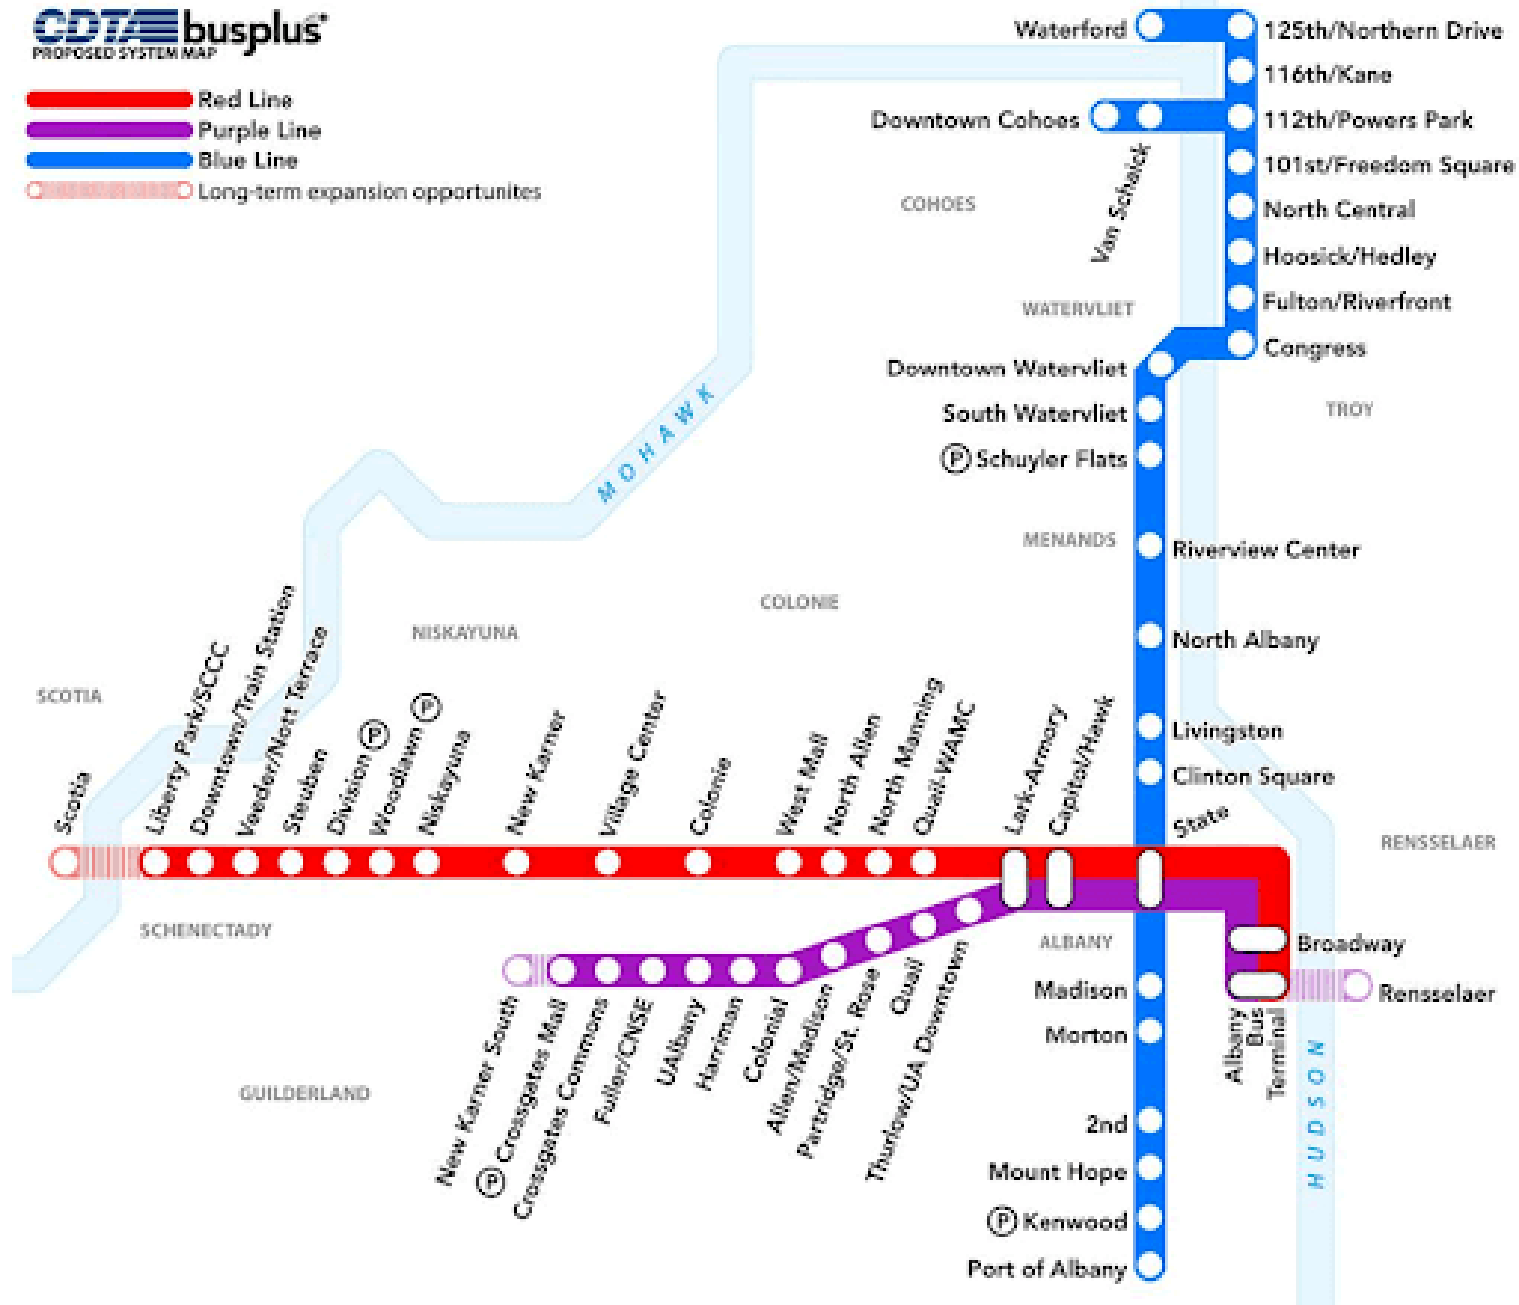 CDTA busplus+
PROPOSED SYSTEM MAP
Red Line
Purple Line
Blue Line
Long-term expansion opportunites
Waterford
125th/Northern Drive
116th/Kane
Downtown Cohoes
112th/Powers Park
Van Schaick
101st/Freedom Square
COHOES
North Central
Hoosick/Hedley
Fulton/Riverfront
WATERVLIET
Congress
Downtown Watervliet
South Watervliet
TROY
P Schuyler Flats
MOHAWK
MENANDS
Riverview Center
COLONIE
NISKAYUNA
North Albany
SCOTIA
Livingston
Clinton Square
State
RENSSELAER
Scotia
Liberty Park/SCCC
Downtown/Train Station
Veeder/Nott Terrace
Steuben
Division P
Woodlawn P
Niskayuna
New Karner
Village Center
Colonie
West Mall
North Allen
North Manning
Quail-WAMC
Lark-Armory
Capitol/Hawk
SCHENECTADY
ALBANY
Broadway
Rensselaer
Albany
Bus
Terminal
New Karner South
P Crossgates Mall
Crossgates Commons
Fuller/CNSE
UAlbany
Harriman
Colonial
Allen/Madison
Partridge/St. Rose
Quail
Thurlow/UA Downtown
GUILDERLAND
HUDSON
Madison
Morton
2nd
Mount Hope
P Kenwood
Port of Albany